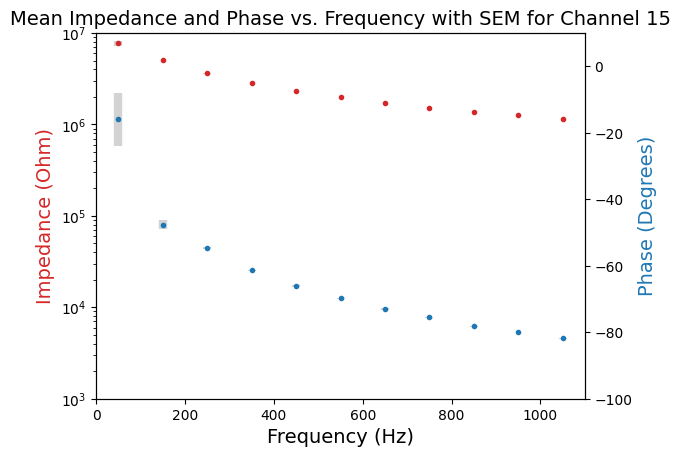 Mean Impedance and Phase vs. Frequency with SEM for Channel 15
10^7
10^6
10^5
10^4
10^3
Impedance (Ohm)
0
−20
−40
−60
−80
−100
Phase (Degrees)
0 200 400 600 800 1000
Frequency (Hz)